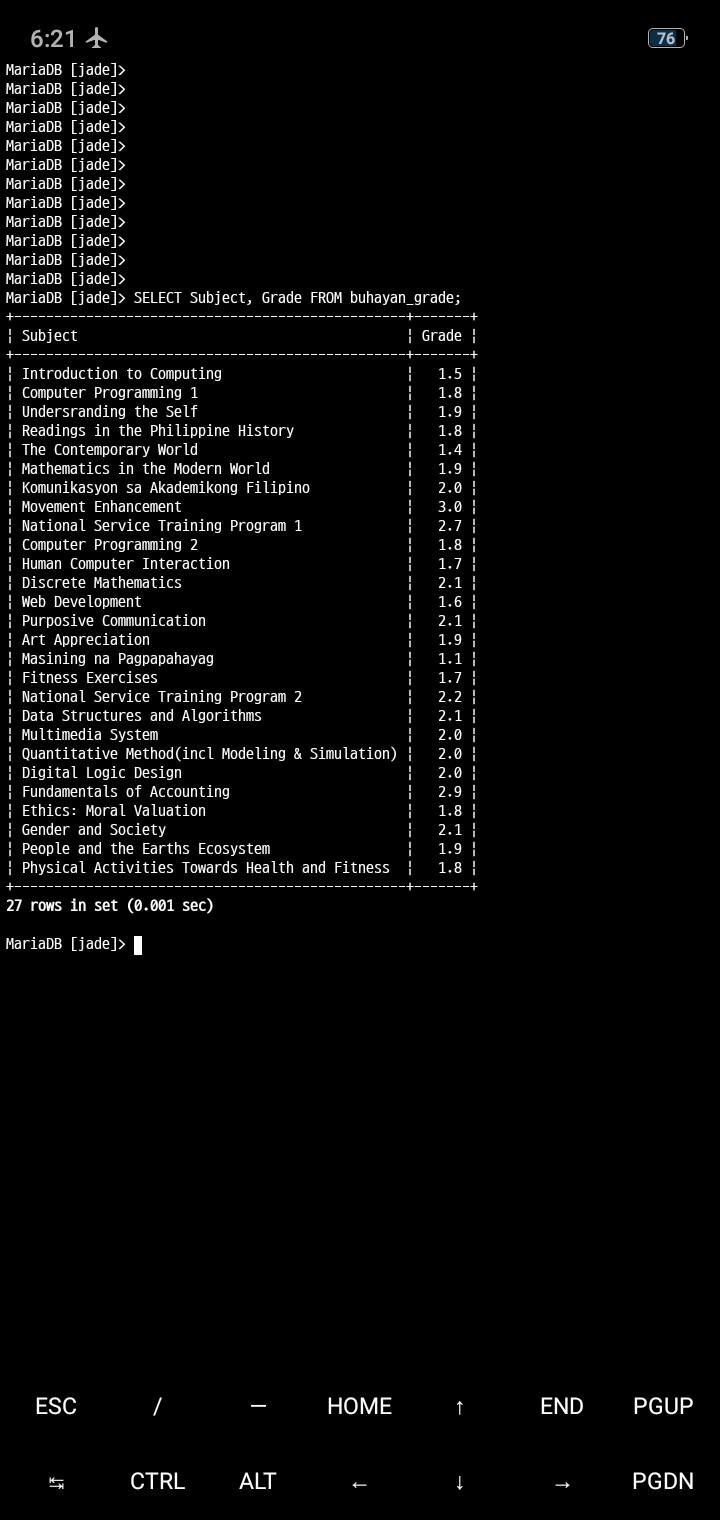 6:21 76
MariaDB [jade]>
MariaDB [jade]>
MariaDB [jade]>
MariaDB [jade]>
MariaDB [jade]>
MariaDB [jade]>
MariaDB [jade]>
MariaDB [jade]>
MariaDB [jade]>
MariaDB [jade]>
MariaDB [jade]>
MariaDB [jade]>
MariaDB [jade]> SELECT Subject, Grade FROM buhayan_grade;
+-------------------------------------------------+-------+
| Subject | Grade |
+-------------------------------------------------+-------+
| Introduction to Computing | 1.5 |
| Computer Programming 1 | 1.8 |
| Undersranding the Self | 1.9 |
| Readings in the Philippine History | 1.8 |
| The Contemporary World | 1.4 |
| Mathematics in the Modern World | 1.9 |
| Komunikasyon sa Akademikong Filipino | 2.0 |
| Movement Enhancement | 3.0 |
| National Service Training Program 1 | 2.7 |
| Computer Programming 2 | 1.8 |
| Human Computer Interaction | 1.7 |
| Discrete Mathematics | 2.1 |
| Web Development | 1.6 |
| Purposive Communication | 2.1 |
| Art Appreciation | 1.9 |
| Masining na Pagpapahayag | 1.1 |
| Fitness Exercises | 1.7 |
| National Service Training Program 2 | 2.2 |
| Data Structures and Algorithms | 2.1 |
| Multimedia System | 2.0 |
| Quantitative Method(incl Modeling & Simulation) | 2.0 |
| Digital Logic Design | 2.0 |
| Fundamentals of Accounting | 2.9 |
| Ethics: Moral Valuation | 1.8 |
| Gender and Society | 2.1 |
| People and the Earths Ecosystem | 1.9 |
| Physical Activities Towards Health and Fitness | 1.8 |
+-------------------------------------------------+-------+
27 rows in set (0.001 sec)
MariaDB [jade]>
ESC / — HOME ↑ END PGUP
↹ CTRL ALT ← ↓ → PGDN